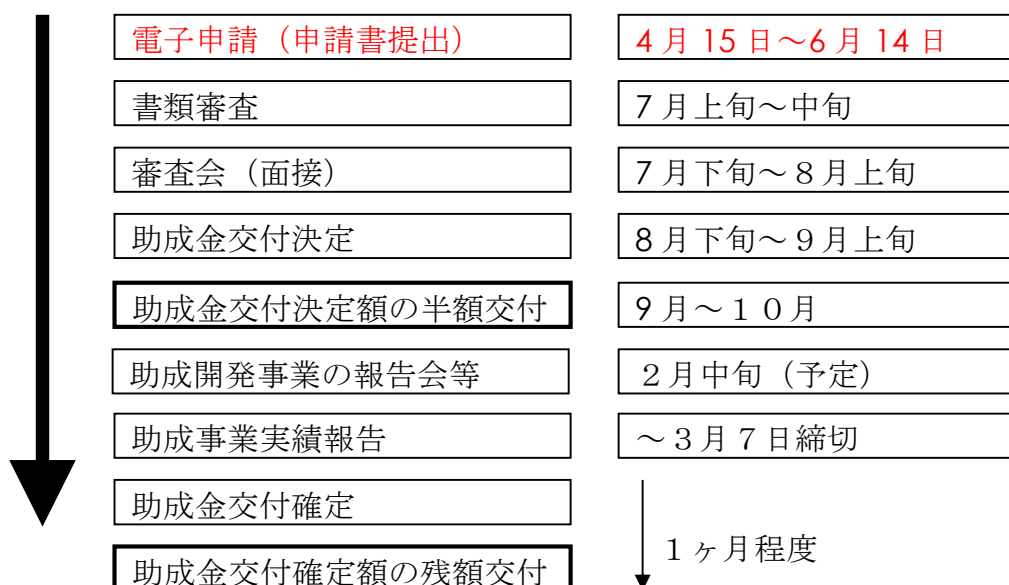 電子申請（申請書提出） 4月15日～6月14日
書類審査 7月上旬～中旬
審査会（面接） 7月下旬～８月上旬
助成金交付決定 8月下旬～９月上旬
助成金交付決定額の半額交付 9月～１０月
助成開発事業の報告会等 ２月中旬（予定）
助成事業実績報告 ～３月７日締切
助成金交付確定
１ヶ月程度
助成金交付確定額の残額交付